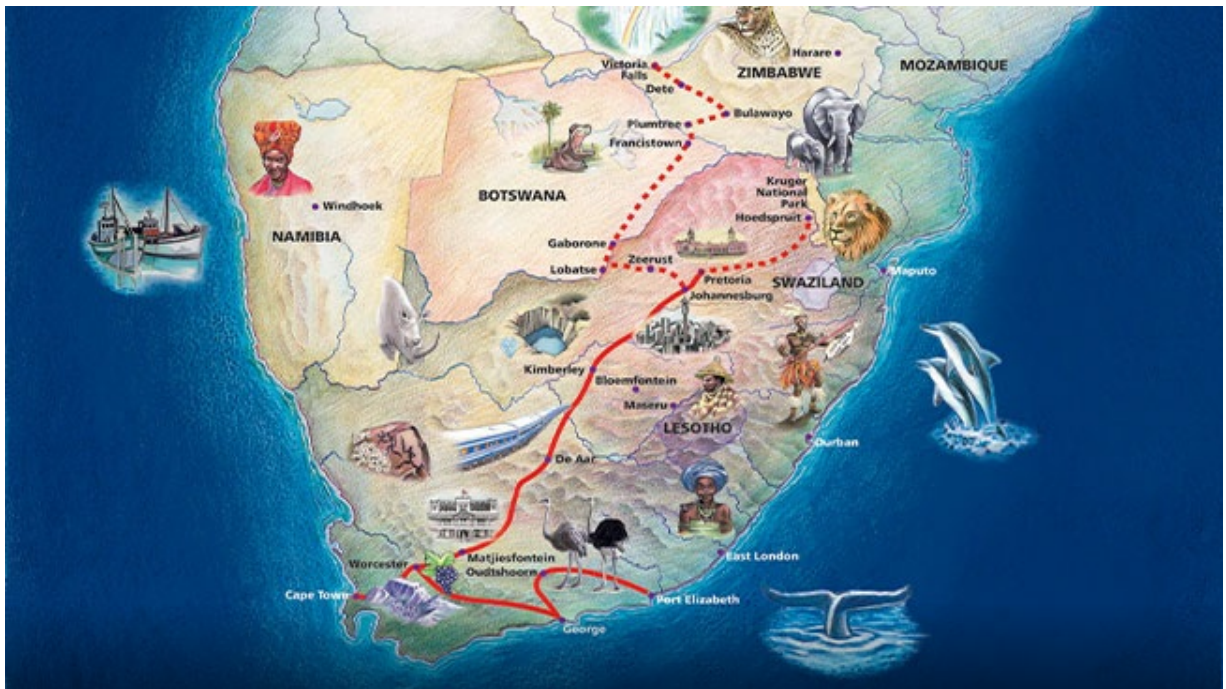 Harare
Victoria
Falls
ZIMBABWE
MOZAMBIQUE
Dete
Bulawayo
Plumtree
Francistown
Kruger
National
Park
Hoedspruit
BOTSWANA
Windhoek
NAMIBIA
Gaborone
Zeerust
Lobatse
Pretoria
SWAZILAND
Maputo
Johannesburg
Kimberley
Bloemfontein
Maseru
LESOTHO
Durban
De Aar
East London
Matjiesfontein
Worcester
Oudtshoorn
Cape Town
Port Elizabeth
George